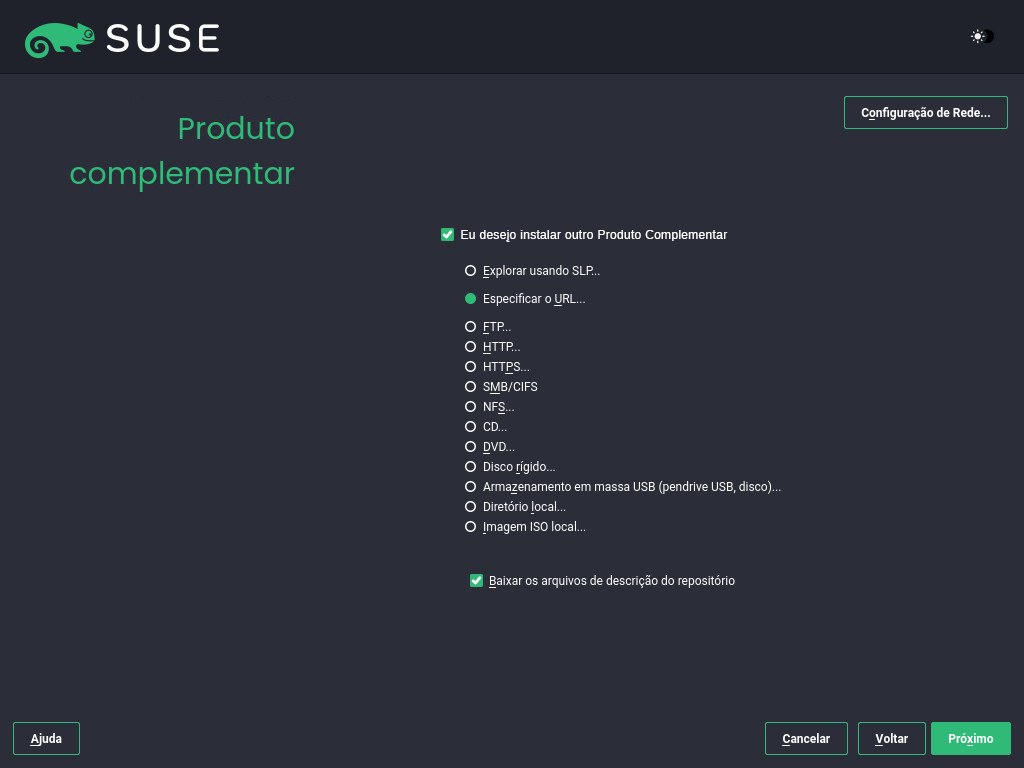 SUSE
Configuração de Rede...
Produto
complementar
Eu desejo instalar outro Produto Complementar
Explorar usando SLP...
Especificar o URL...
FTP...
HTTP...
HTTPS...
SMB/CIFS
NFS...
CD...
DVD...
Disco rígido...
Armazenamento em massa USB (pendrive USB, disco)...
Diretório local...
Imagem ISO local...
Baixar os arquivos de descrição do repositório
Ajuda
Cancelar
Voltar
Próximo